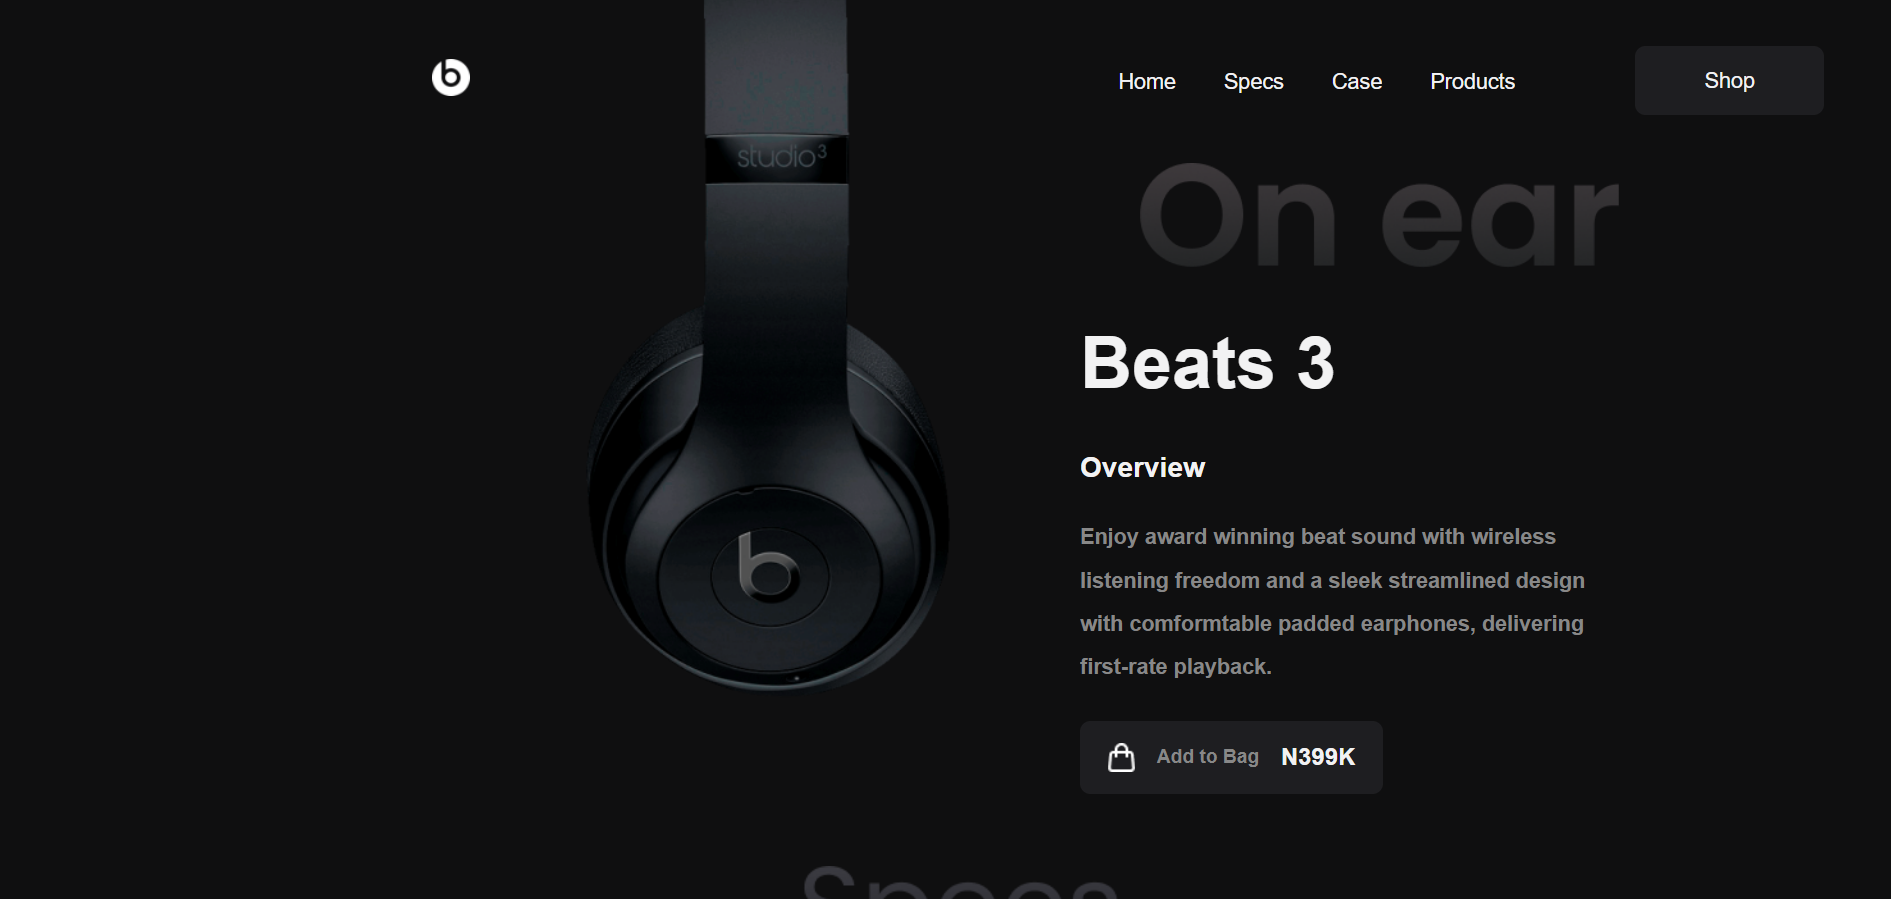 Home Specs Case Products Shop
studio3
On ear
Beats 3
Overview
Enjoy award winning beat sound with wireless
listening freedom and a sleek streamlined design
with comformtable padded earphones, delivering
first-rate playback.
Add to Bag N399K
Specs